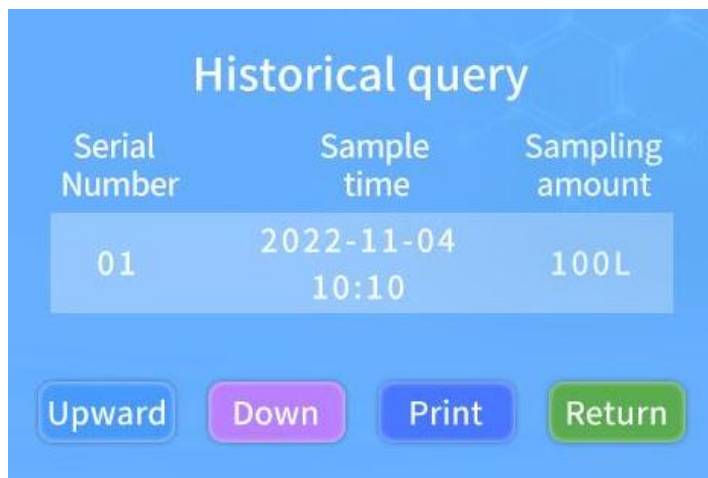 Historical query
Serial Number
Sample time
Sampling amount
01
2022-11-04 10:10
100L
Upward
Down
Print
Return